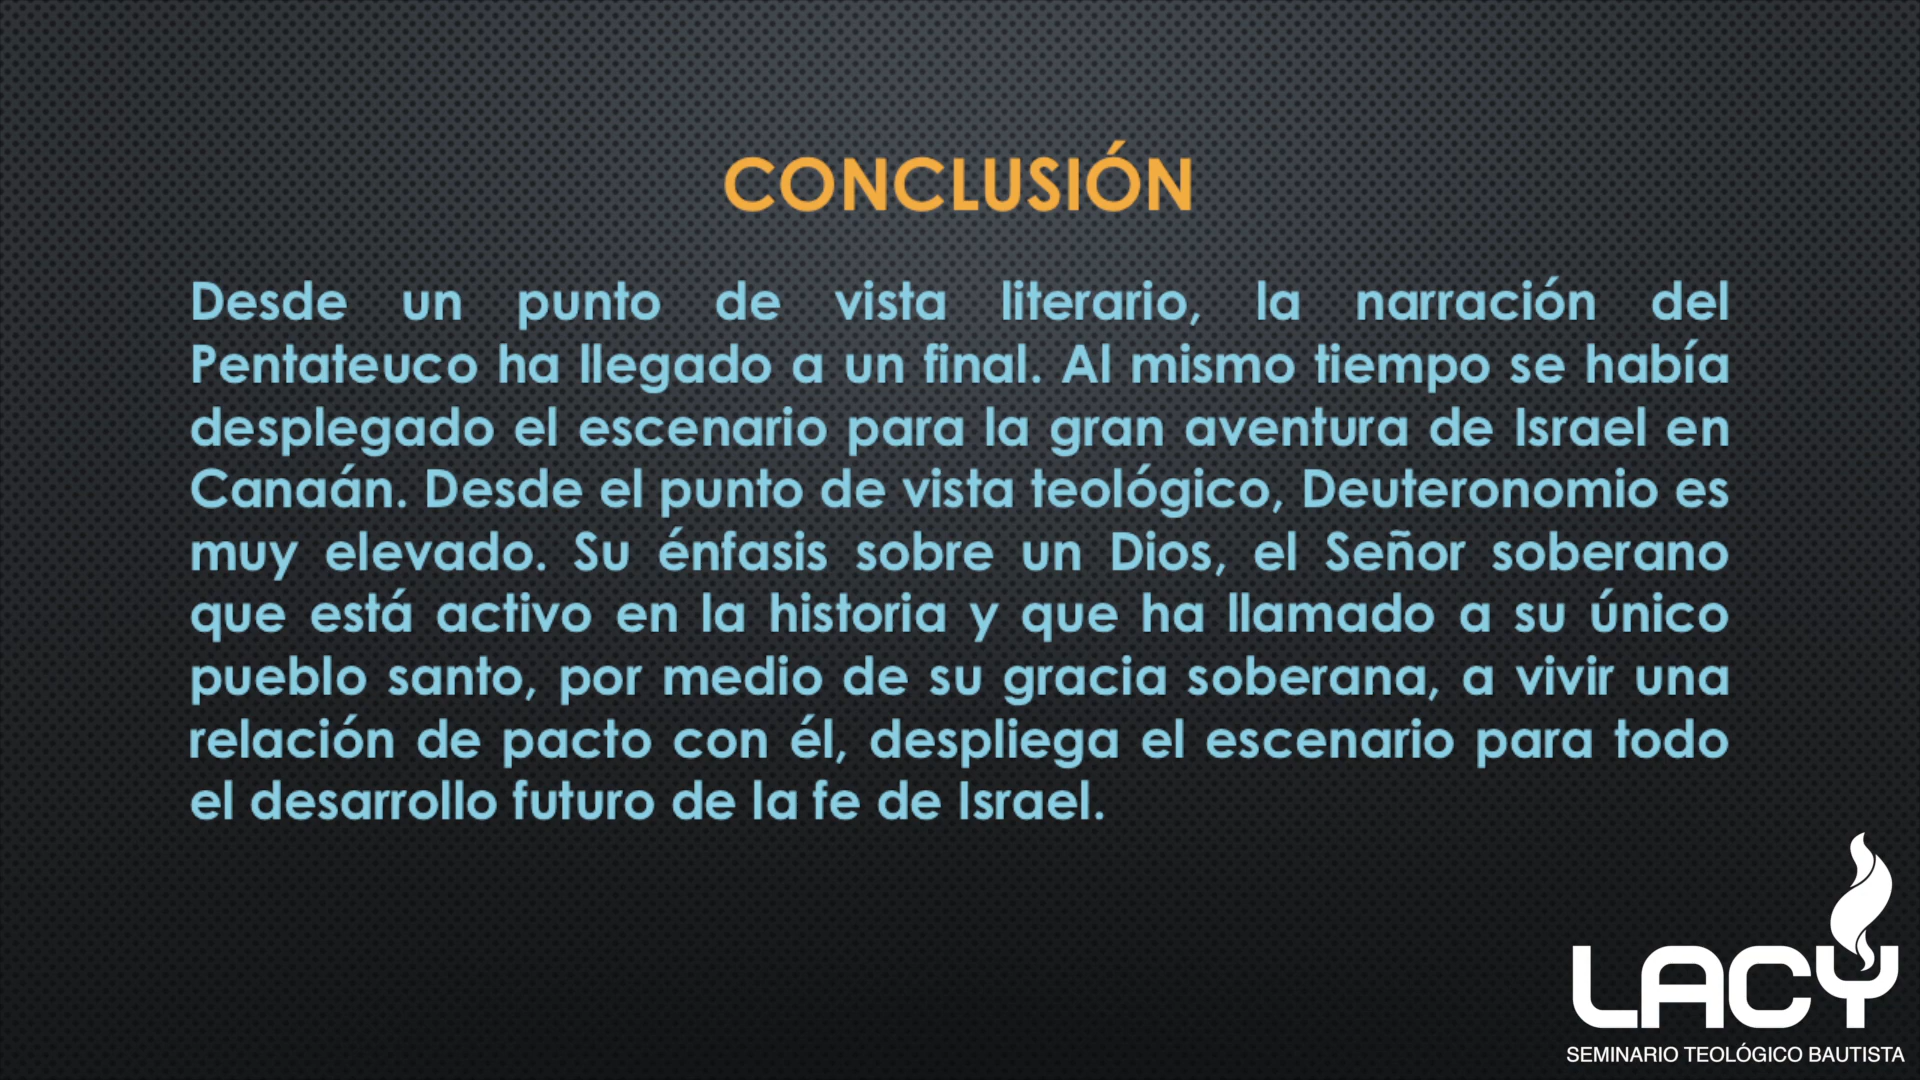 CONCLUSIÓN
Desde un punto de vista literario, la narración del
Pentateuco ha llegado a un final. Al mismo tiempo se había
desplegado el escenario para la gran aventura de Israel en
Canaán. Desde el punto de vista teológico, Deuteronomio es
muy elevado. Su énfasis sobre un Dios, el Señor soberano
que está activo en la historia y que ha llamado a su único
pueblo santo, por medio de su gracia soberana, a vivir una
relación de pacto con él, despliega el escenario para todo
el desarrollo futuro de la fe de Israel.
LACY
SEMINARIO TEOLÓGICO BAUTISTA